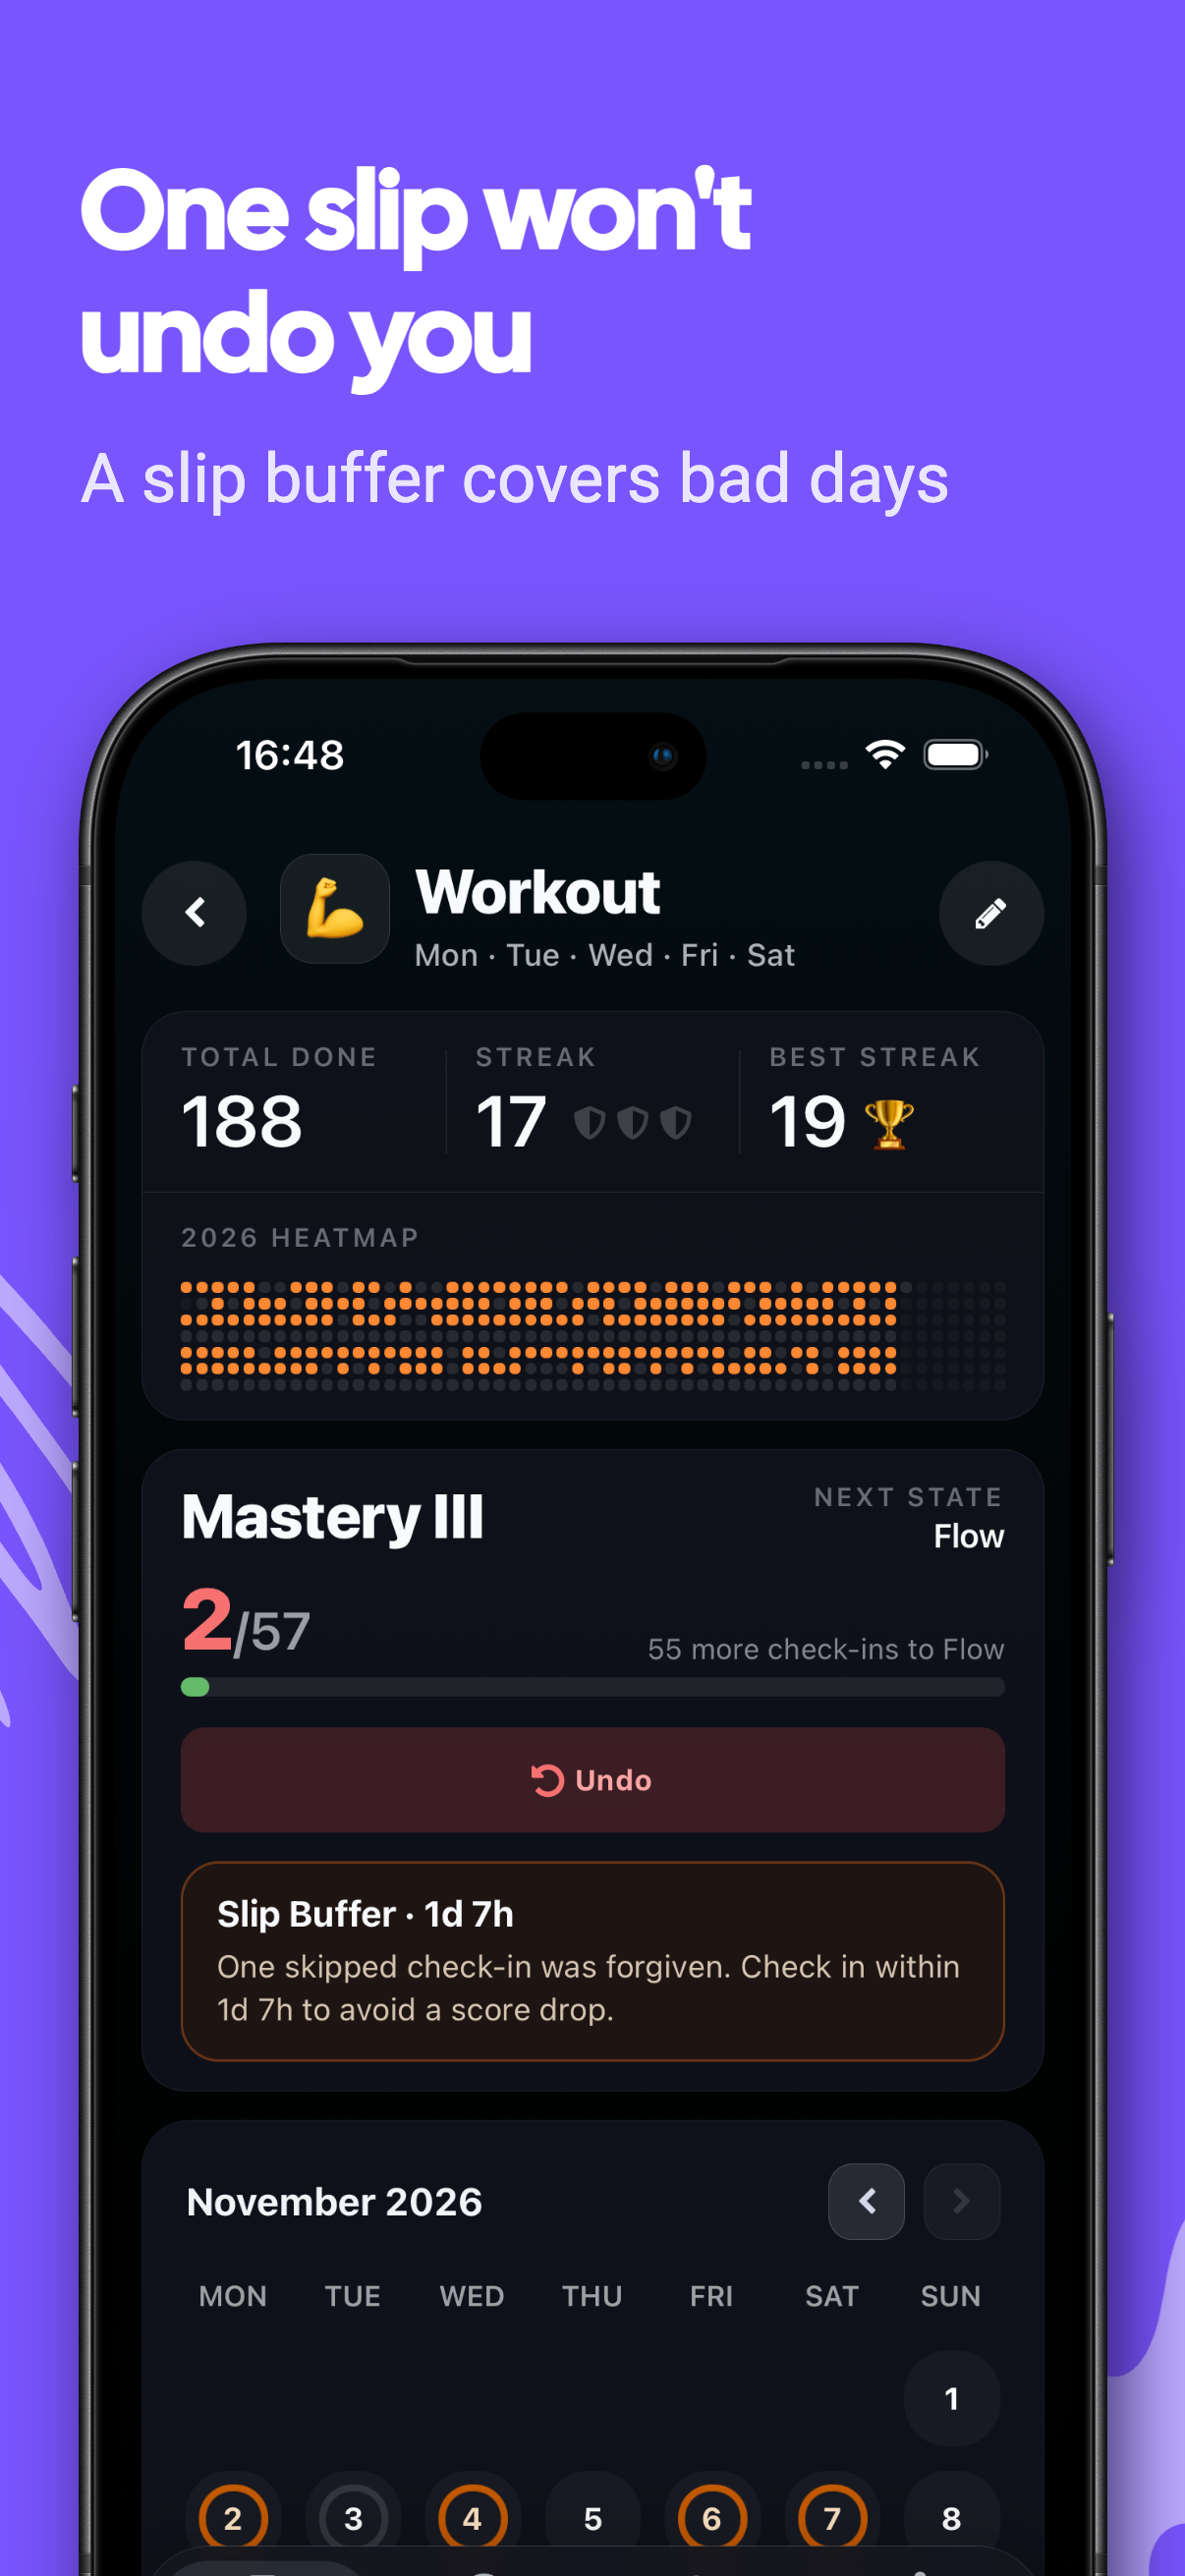 One slip won't
undo you
A slip buffer covers bad days
16:48
Workout
Mon · Tue · Wed · Fri · Sat
TOTAL DONE STREAK BEST STREAK
188 17 19
2026 HEATMAP
Mastery III
NEXT STATE
Flow
2/57
55 more check-ins to Flow
Undo
Slip Buffer · 1d 7h
One skipped check-in was forgiven. Check in within
1d 7h to avoid a score drop.
November 2026
MON TUE WED THU FRI SAT SUN
1
2 3 4 5 6 7 8